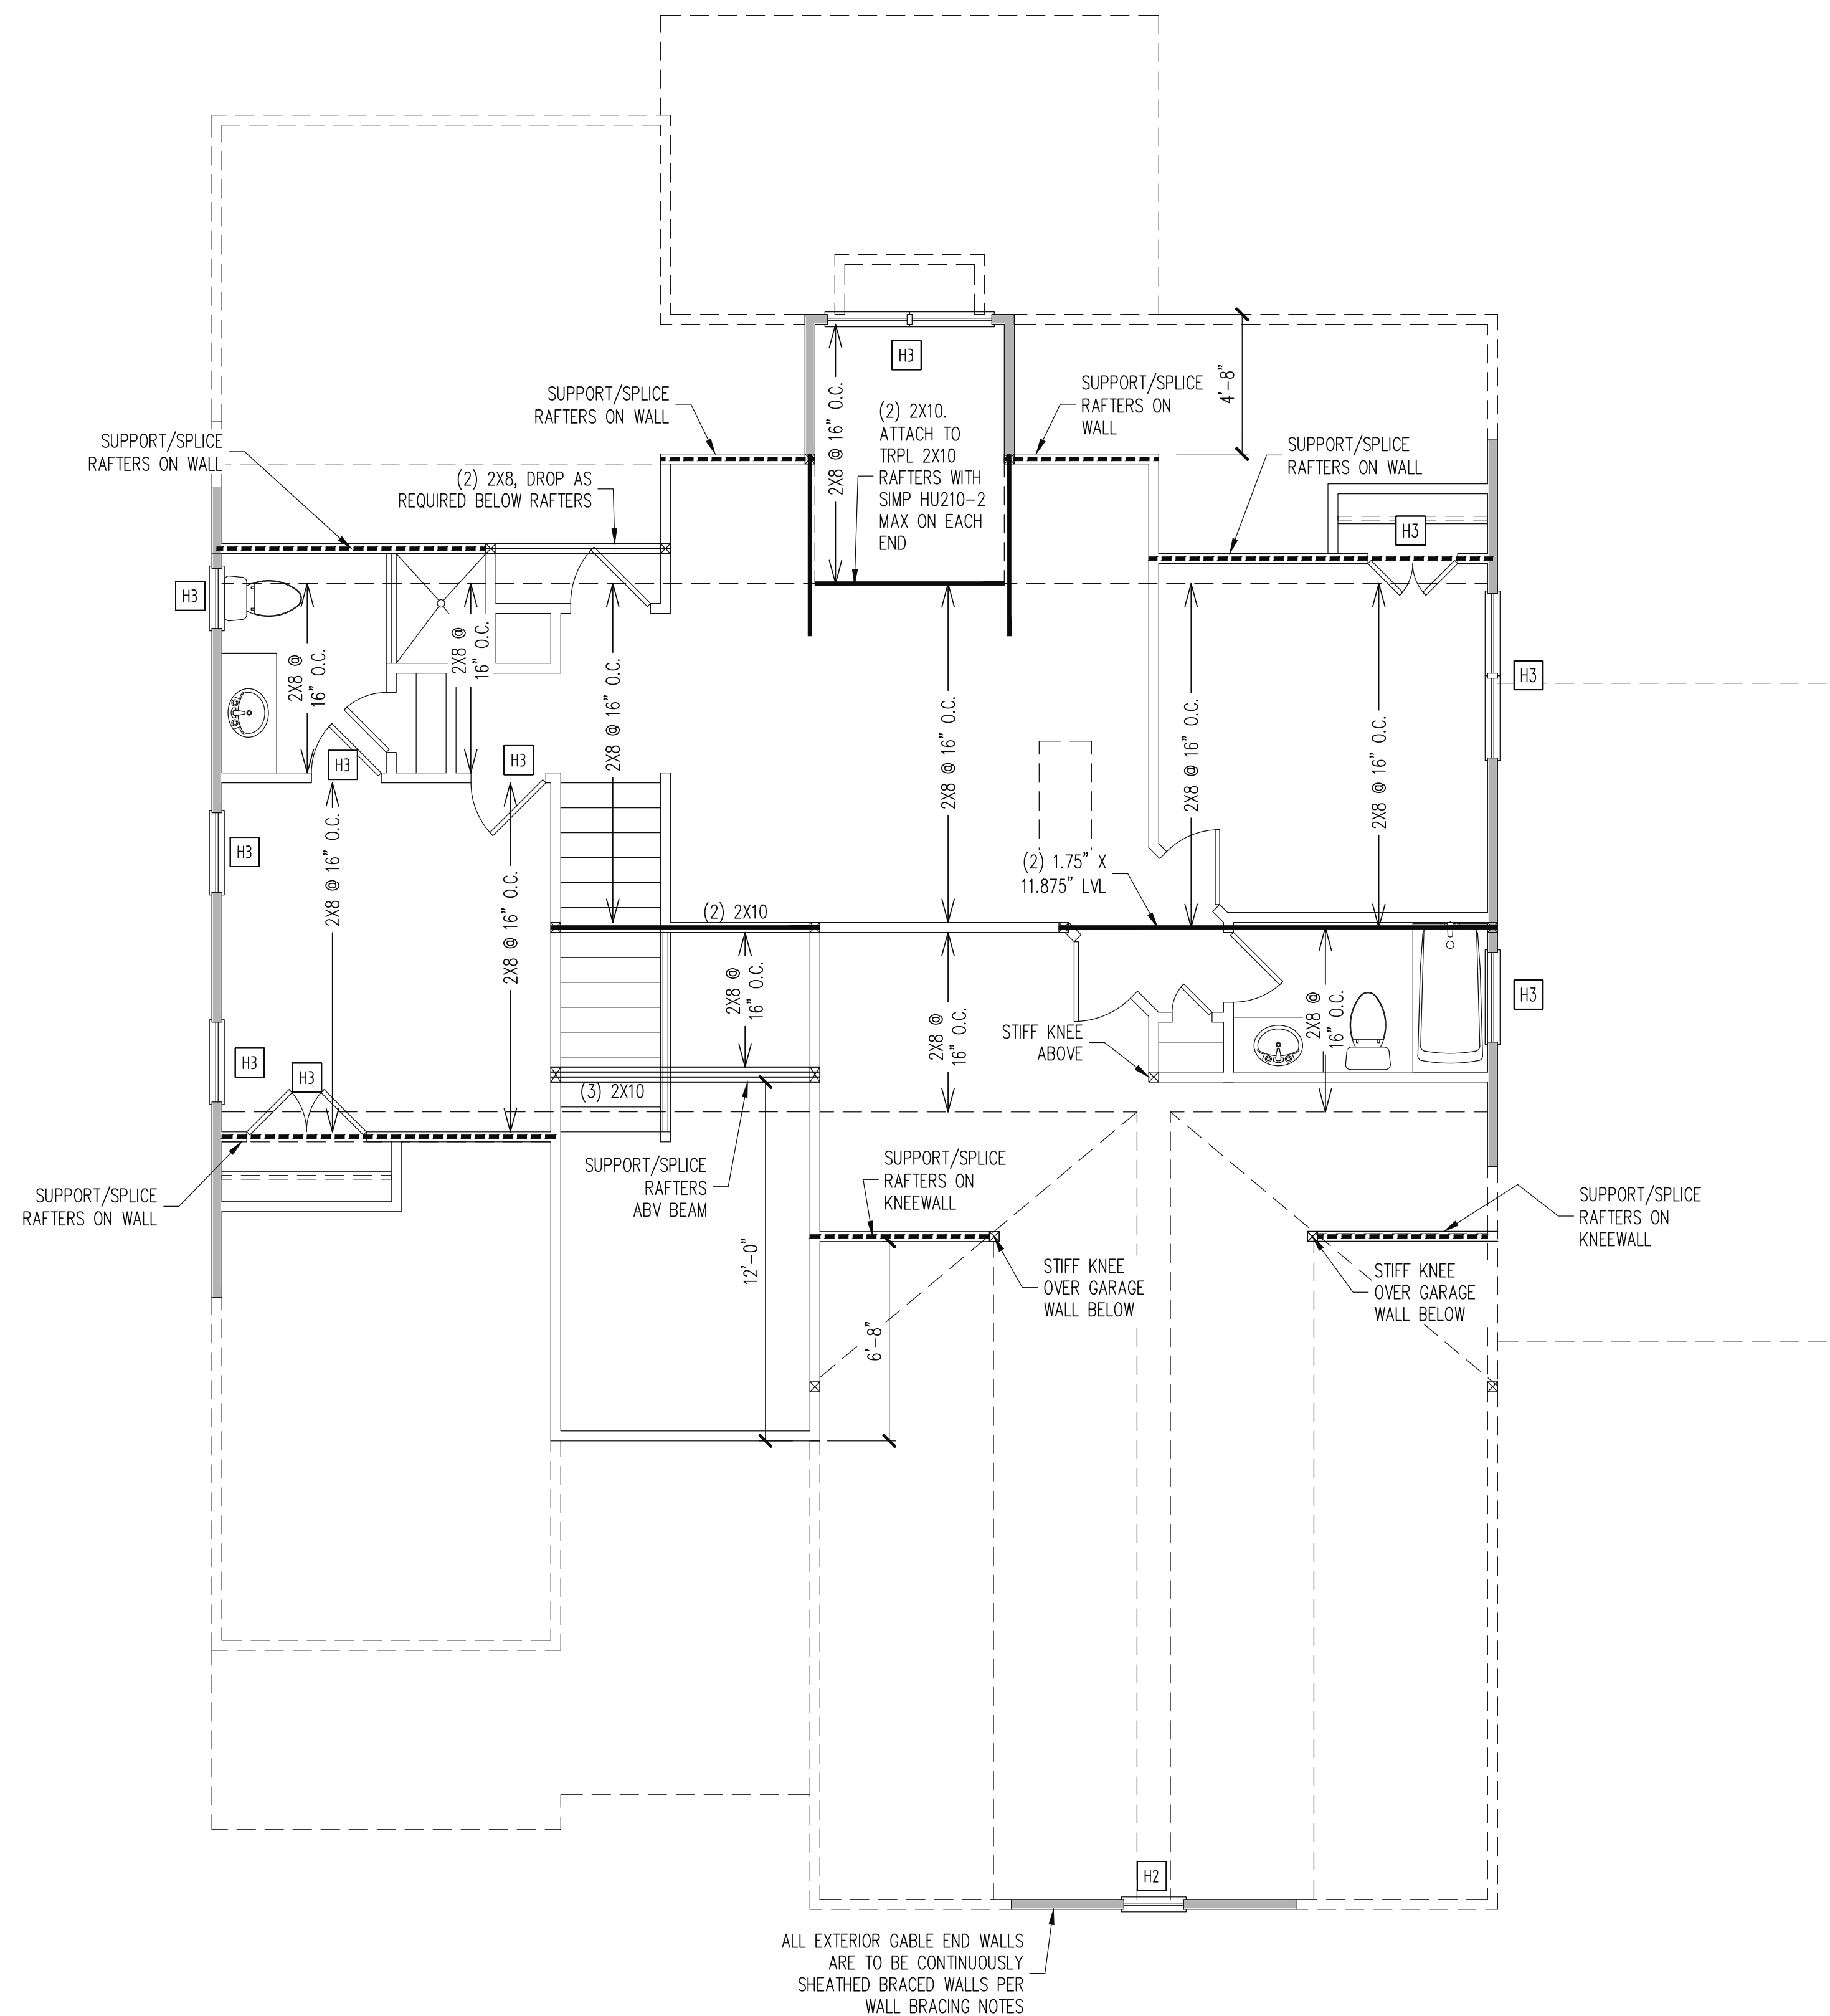 H3
4'-8"
SUPPORT/SPLICE
RAFTERS ON WALL
SUPPORT/SPLICE
RAFTERS ON
WALL
2X8 @ 16" O.C.
(2) 2X10.
ATTACH TO
TRPL 2X10
RAFTERS WITH
SIMP HU210-2
MAX ON EACH
END
SUPPORT/SPLICE
RAFTERS ON WALL
SUPPORT/SPLICE
RAFTERS ON WALL
(2) 2X8, DROP AS
REQUIRED BELOW RAFTERS
H3
H3
2X8 @
16" O.C.
2X8 @
16" O.C.
2X8 @ 16" O.C.
2X8 @ 16" O.C.
2X8 @ 16" O.C.
2X8 @ 16" O.C.
H3
H3
H3
H3
2X8 @ 16" O.C.
2X8 @ 16" O.C.
(2) 1.75" X
11.875" LVL
(2) 2X10
2X8 @
16" O.C.
2X8 @
16" O.C.
2X8 @
16" O.C.
H3
STIFF KNEE
ABOVE
H3
H3
(3) 2X10
SUPPORT/SPLICE
RAFTERS
ABV BEAM
SUPPORT/SPLICE
RAFTERS ON
KNEEWALL
SUPPORT/SPLICE
RAFTERS ON WALL
SUPPORT/SPLICE
RAFTERS ON
KNEEWALL
12'-0"
6'-8"
STIFF KNEE
OVER GARAGE
WALL BELOW
STIFF KNEE
OVER GARAGE
WALL BELOW
H2
ALL EXTERIOR GABLE END WALLS
ARE TO BE CONTINUOUSLY
SHEATHED BRACED WALLS PER
WALL BRACING NOTES